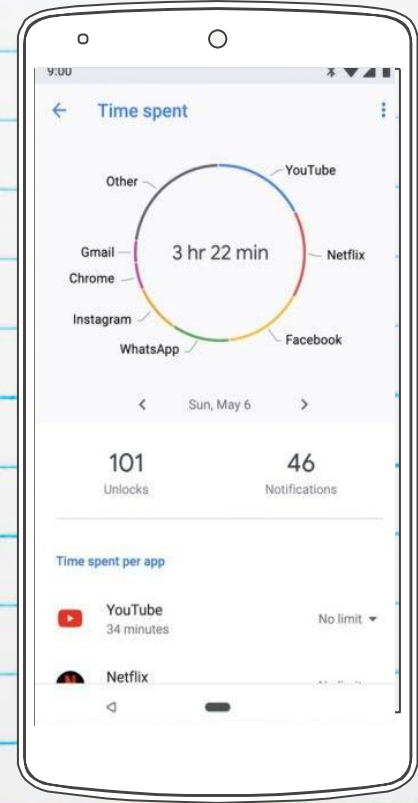 9:00
Time spent
Other
YouTube
Gmail
3 hr 22 min
Netflix
Chrome
Instagram
Facebook
WhatsApp
Sun, May 6
101
46
Unlocks
Notifications
Time spent per app
YouTube
34 minutes
No limit
Netflix